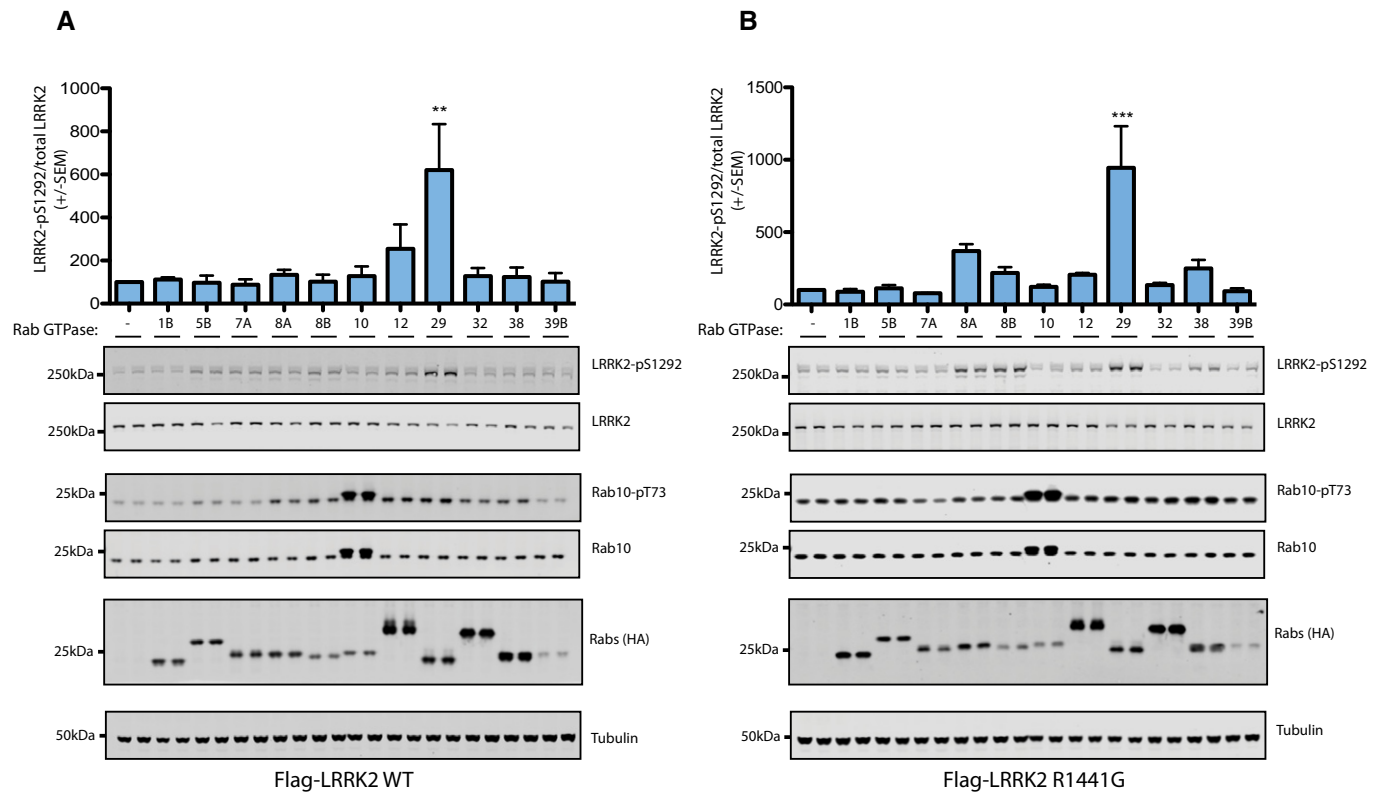 A
LRRK2-pS1292/total LRRK2
(+/-SEM)
1000
800
600
400
200
0
**
Rab GTPase: - 1B 5B 7A 8A 8B 10 12 29 32 38 39B
250kDa LRRK2-pS1292
250kDa LRRK2
25kDa Rab10-pT73
25kDa Rab10
25kDa Rabs (HA)
50kDa Tubulin
Flag-LRRK2 WT
B
LRRK2-pS1292/total LRRK2
(+/-SEM)
1500
1000
500
0
***
Rab GTPase: - 1B 5B 7A 8A 8B 10 12 29 32 38 39B
250kDa LRRK2-pS1292
250kDa LRRK2
25kDa Rab10-pT73
25kDa Rab10
25kDa Rabs (HA)
50kDa Tubulin
Flag-LRRK2 R1441G